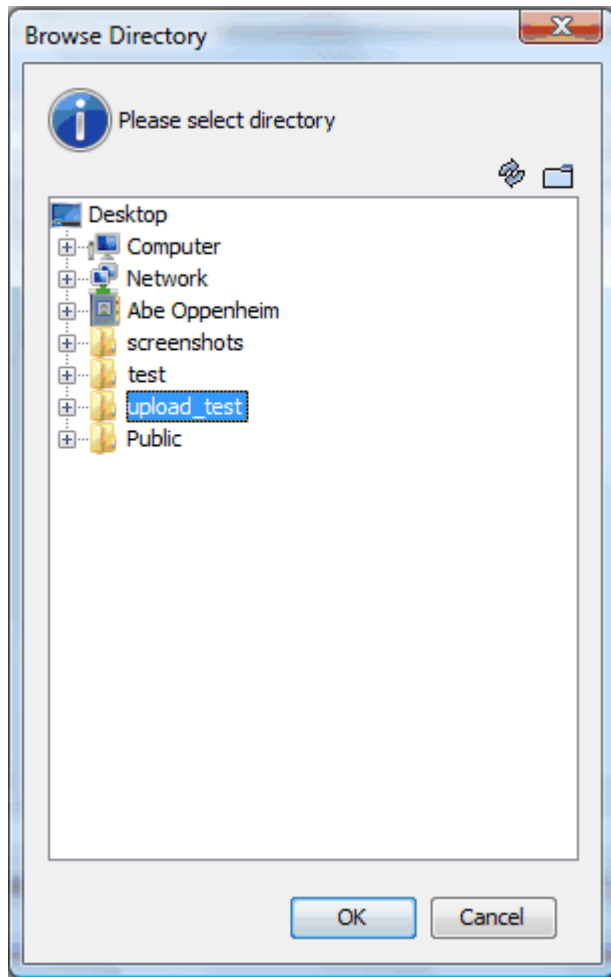 Browse Directory
Please select directory
Desktop
Computer
Network
Abe Oppenheim
screenshots
test
upload_test
Public
OK
Cancel